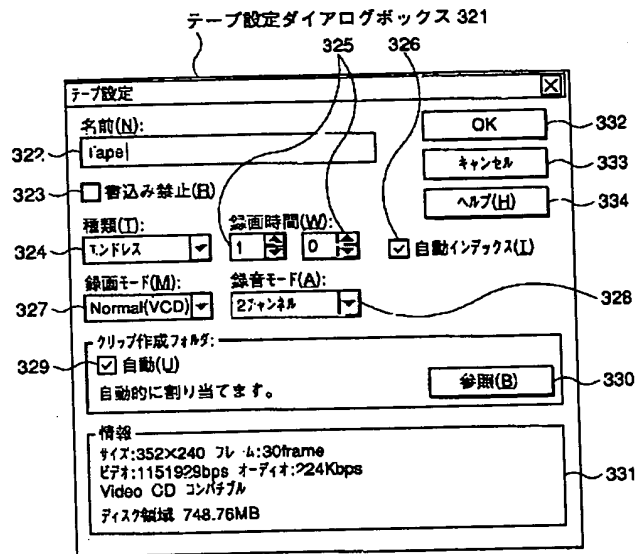 テープ設定ダイアログボックス 321
325
326
テープ設定
名前(N):
OK
332
322
Tape
キャンセル
333
323
書込み禁止(R)
ヘルプ(H)
334
種類(T):
録画時間(W):
324
エンドレス
1
0
自動インデックス(I)
録画モード(M):
録音モード(A):
327
Normal(VCD)
2チャンネル
328
クリップ作成フォルダ:
329
自動(U)
自動的に割り当てます。
参照(B)
330
情報
サイズ:352×240 フレーム:30frame
ビデオ:1151929bps オーディオ:224Kbps
331
Video CD コンパチブル
ディスク領域 748.76MB